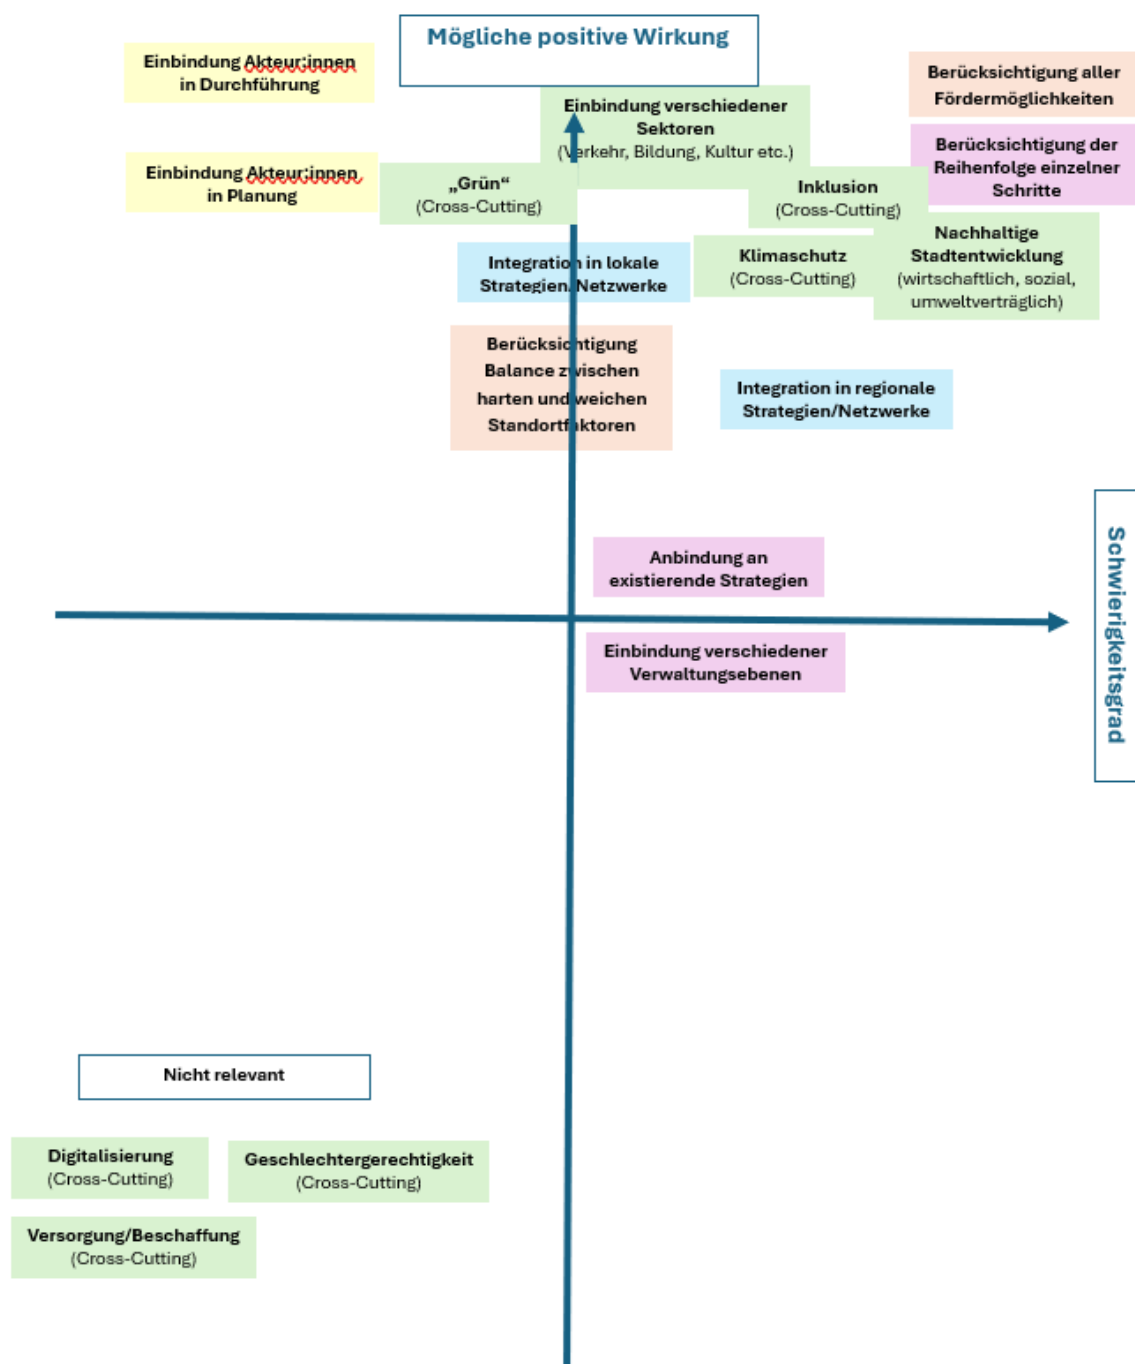 Mögliche positive Wirkung
Einbindung Akteur:innen
in Durchführung
Berücksichtigung aller
Fördermöglichkeiten
Einbindung verschiedener
Sektoren
(Verkehr, Bildung, Kultur etc.)
Berücksichtigung der
Reihenfolge einzelner
Schritte
Einbindung Akteur:innen
in Planung
„Grün“
(Cross-Cutting)
Inklusion
(Cross-Cutting)
Nachhaltige
Stadtentwicklung
(wirtschaftlich, sozial,
umweltverträglich)
Integration in lokale
Strategien/Netzwerke
Klimaschutz
(Cross-Cutting)
Berücksichtigung
Balance zwischen
harten und weichen
Standortfaktoren
Integration in regionale
Strategien/Netzwerke
Anbindung an
existierende Strategien
Schwierigkeitsgrad
Einbindung verschiedener
Verwaltungsebenen
Nicht relevant
Digitalisierung
(Cross-Cutting)
Geschlechtergerechtigkeit
(Cross-Cutting)
Versorgung/Beschaffung
(Cross-Cutting)